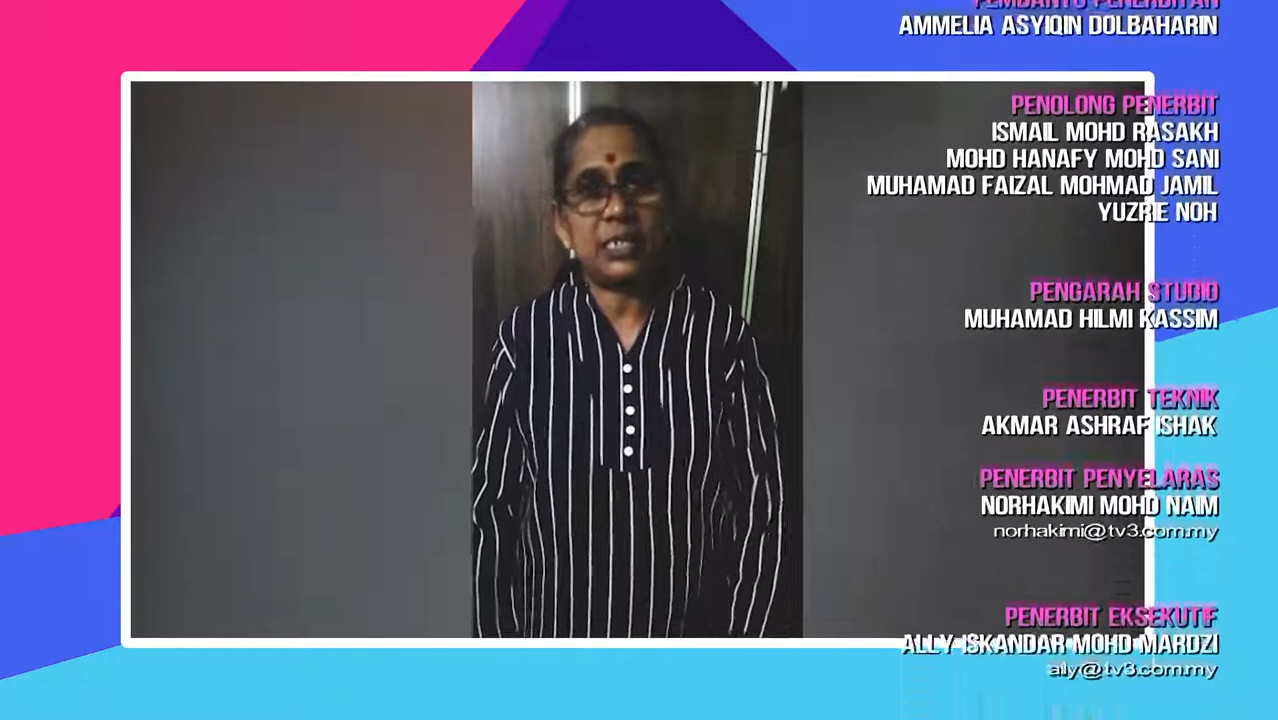 PEMBANTU PENERBITAN
AMMELIA ASYIQIN DOLBAHARIN
PENOLONG PENERBIT
ISMAIL MOHD RASAKH
MOHD HANAFY MOHD SANI
MUHAMAD FAIZAL MOHMAD JAMIL
YUZRIE NOH
PENGARAH STUDIO
MUHAMAD HILMI KASSIM
PENERBIT TEKNIK
AKMAR ASHRAF ISHAK
PENERBIT PENYELARAS
NORHAKIMI MOHD NAIM
norhakimi@tv3.com.my
PENERBIT EKSEKUTIF
ALLY ISKANDAR MOHD MARDZI
ally@tv3.com.my